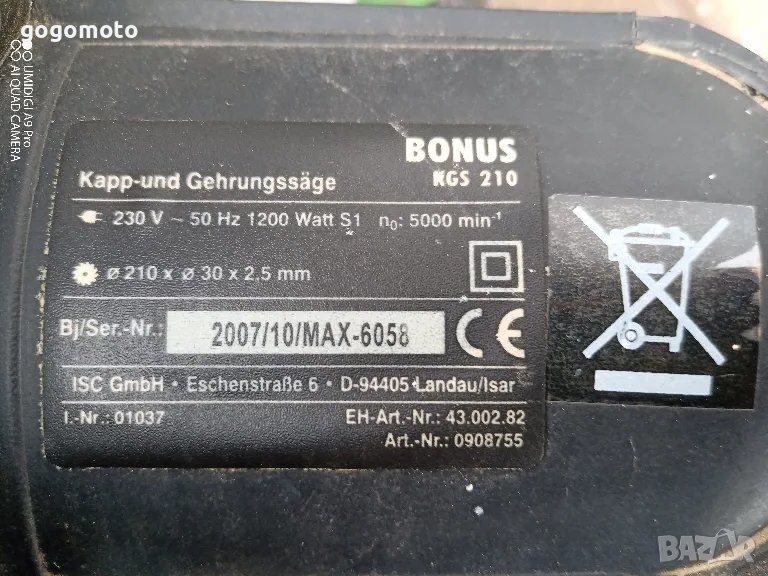 gogomoto
UMIDIGI A9 Pro
AI QUAD CAMERA
BONUS
KGS 210
Kapp-und Gehrungssäge
230 V ~ 50 Hz 1200 Watt S1 n₀: 5000 min⁻¹
ø 210 x ø 30 x 2,5 mm
Bj/Ser.-Nr.: 2007/10/MAX-6058
CE
ISC GmbH · Eschenstraße 6 · D-94405 Landau/Isar
I.-Nr.: 01037 EH-Art.-Nr.: 43.002.82
Art.-Nr.: 0908755
BAZAR